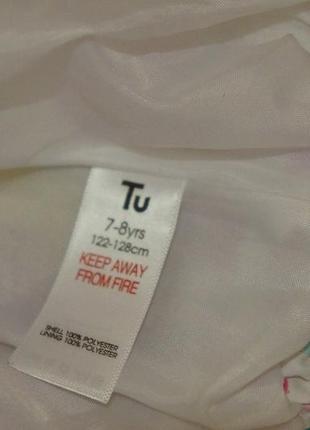 Tu
7-8yrs
122-128cm
KEEP AWAY
FROM FIRE
SHELL 100% POLYESTER
LINING 100% POLYESTER